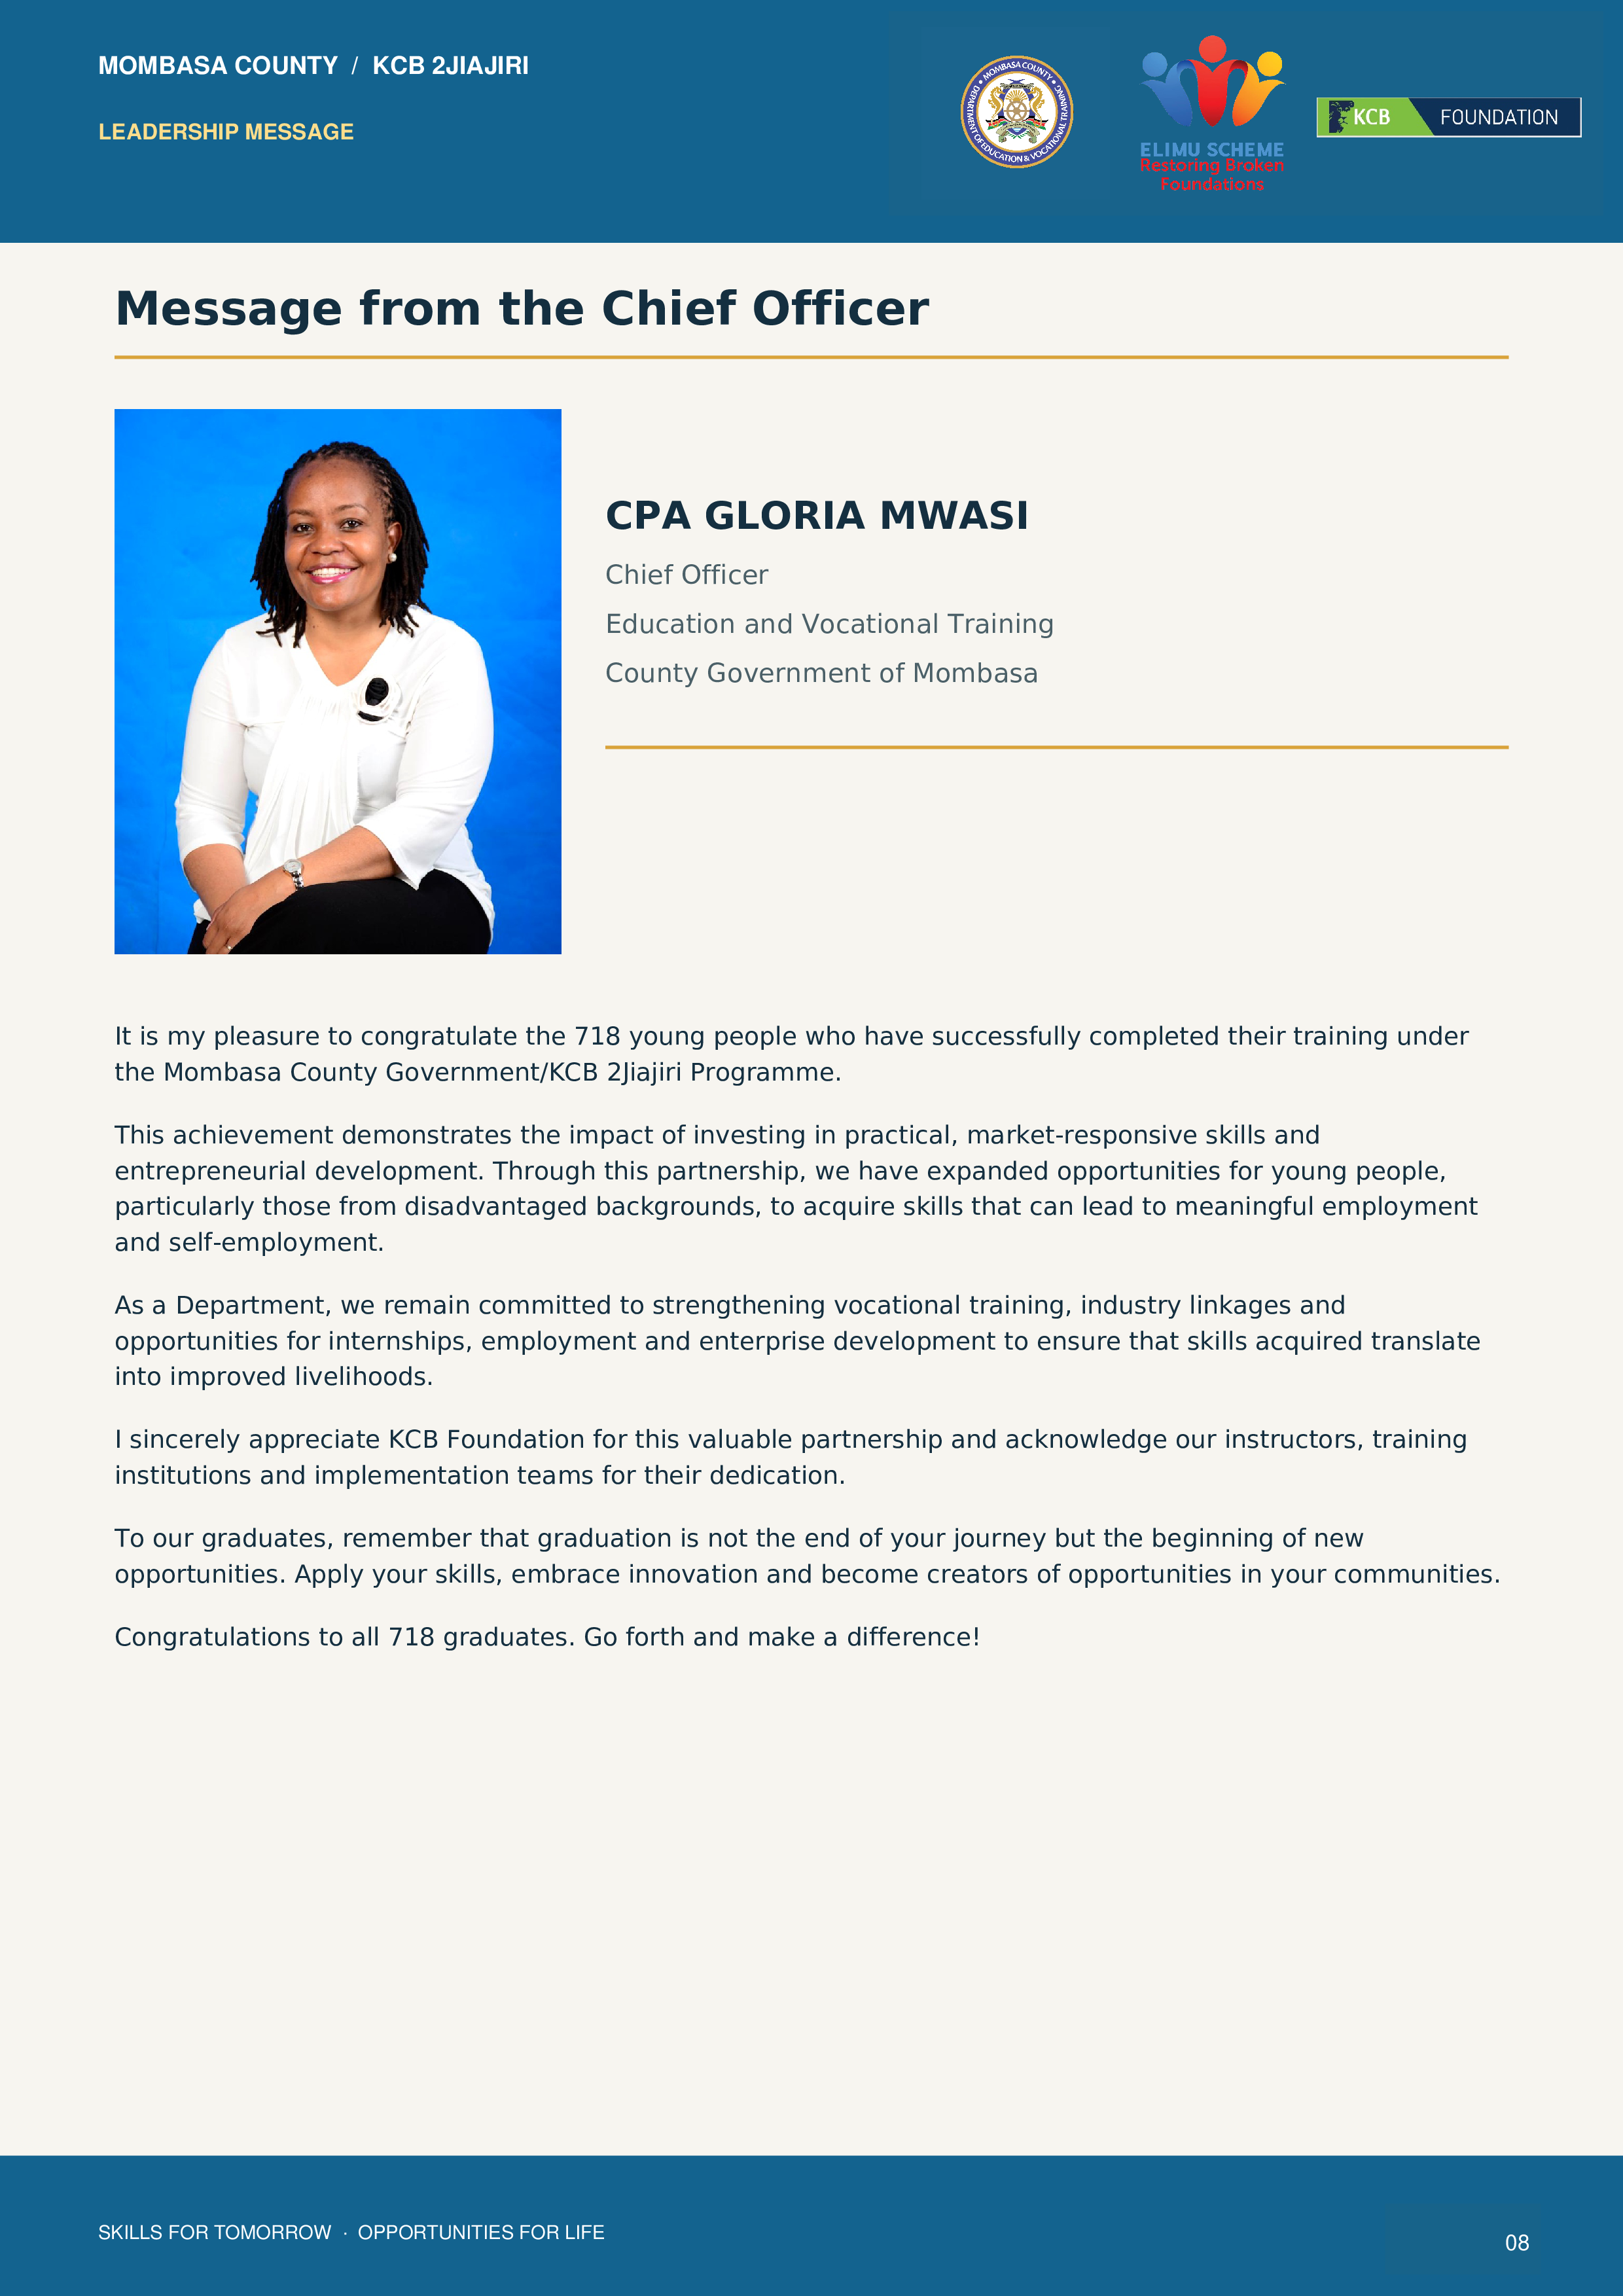 MOMBASA COUNTY / KCB 2JIAJIRI
LEADERSHIP MESSAGE
MOMBASA COUNTY
DEPARTMENT OF EDUCATION & VOCATIONAL TRAINING
ELIMU SCHEME
Restoring Broken
Foundations
KCB FOUNDATION
Message from the Chief Officer
CPA GLORIA MWASI
Chief Officer
Education and Vocational Training
County Government of Mombasa
It is my pleasure to congratulate the 718 young people who have successfully completed their training under
the Mombasa County Government/KCB 2Jiajiri Programme.
This achievement demonstrates the impact of investing in practical, market-responsive skills and
entrepreneurial development. Through this partnership, we have expanded opportunities for young people,
particularly those from disadvantaged backgrounds, to acquire skills that can lead to meaningful employment
and self-employment.
As a Department, we remain committed to strengthening vocational training, industry linkages and
opportunities for internships, employment and enterprise development to ensure that skills acquired translate
into improved livelihoods.
I sincerely appreciate KCB Foundation for this valuable partnership and acknowledge our instructors, training
institutions and implementation teams for their dedication.
To our graduates, remember that graduation is not the end of your journey but the beginning of new
opportunities. Apply your skills, embrace innovation and become creators of opportunities in your communities.
Congratulations to all 718 graduates. Go forth and make a difference!
SKILLS FOR TOMORROW · OPPORTUNITIES FOR LIFE
08